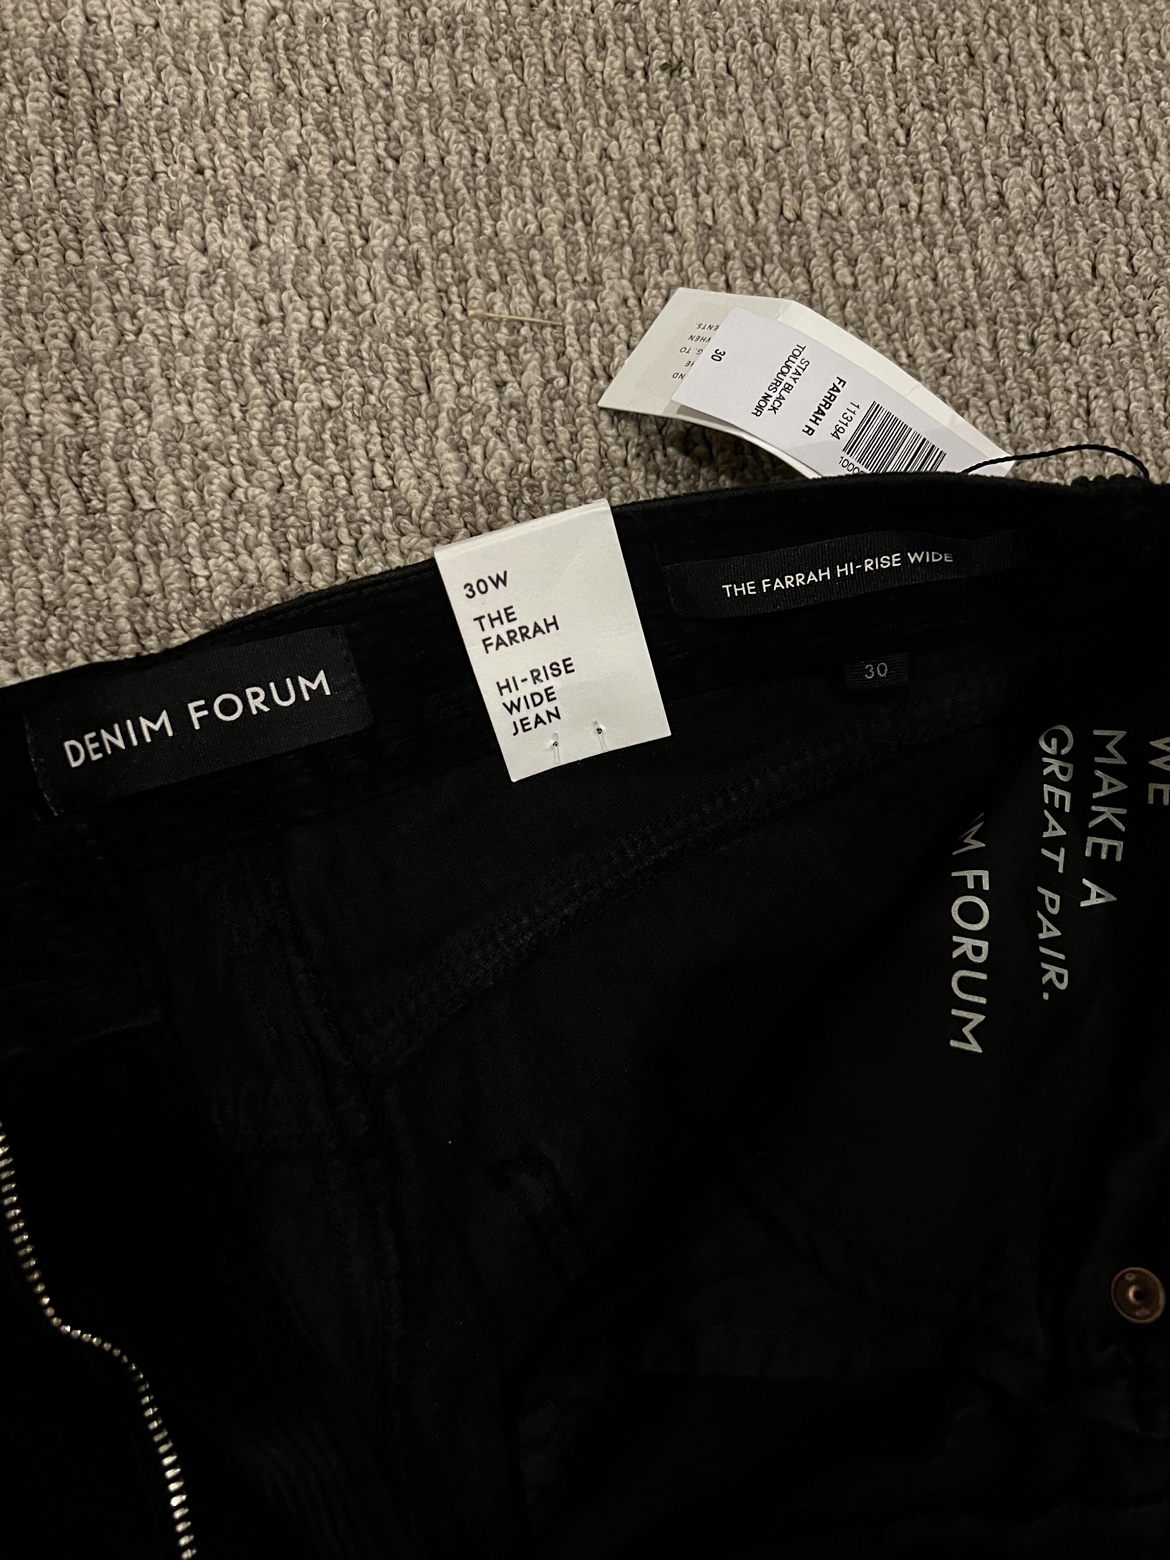 30
STAY BLACK
TOUJOURS NOIR
FARRAH R
113194
DENIM FORUM
30W
THE
FARRAH
HI-RISE
WIDE
JEAN
THE FARRAH HI-RISE WIDE
30
WE
MAKE A
GREAT PAIR.
FORUM